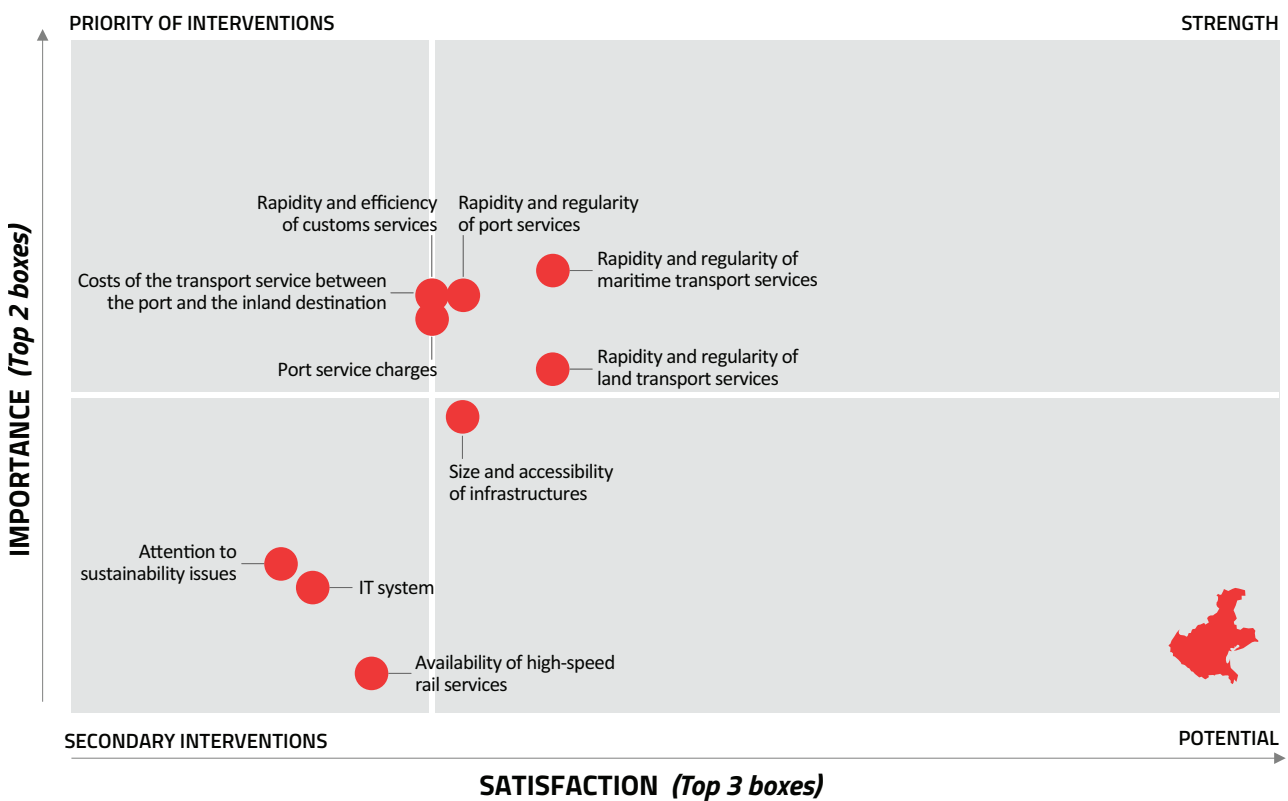 PRIORITY OF INTERVENTIONS
STRENGTH
Rapidity and efficiency
of customs services
Rapidity and regularity
of port services
Costs of the transport service between
the port and the inland destination
Rapidity and regularity of
maritime transport services
Port service charges
Rapidity and regularity of
land transport services
IMPORTANCE (Top 2 boxes)
Size and accessibility
of infrastructures
Attention to
sustainability issues
IT system
Availability of high-speed
rail services
SECONDARY INTERVENTIONS
POTENTIAL
SATISFACTION (Top 3 boxes)